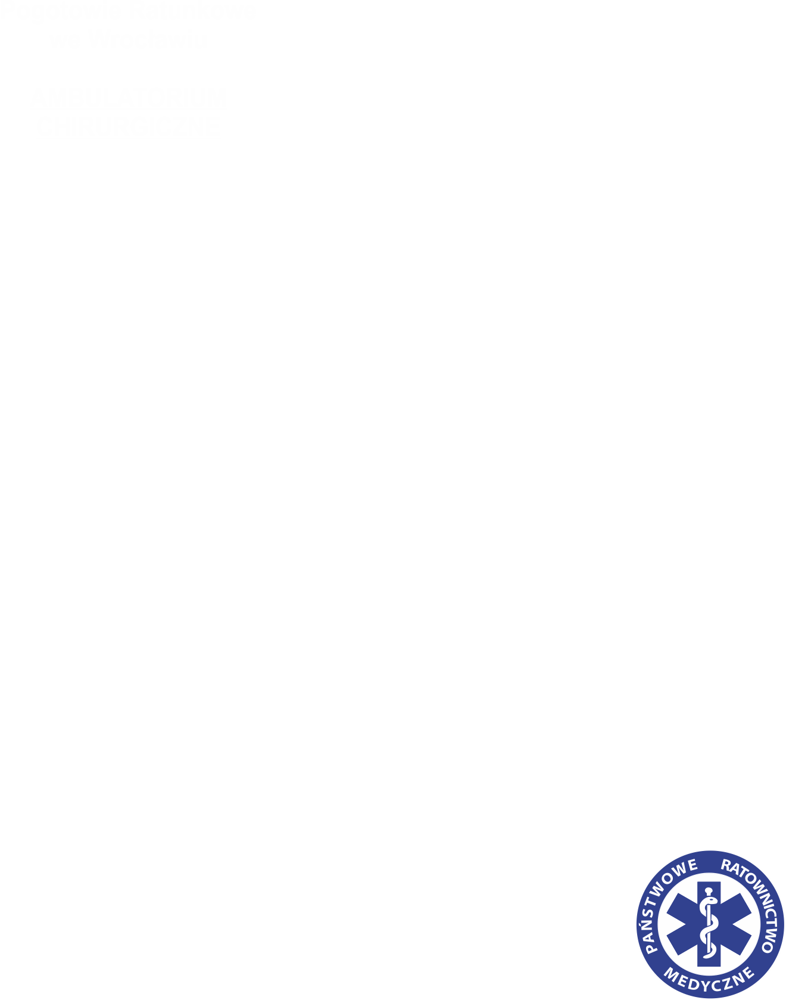 Pogotowie Ratunkowe
we Wrocławiu
AMBULATORIUM
CHIRURGICZNE
PAŃSTWOWE RATOWNICTWO
MEDYCZNE